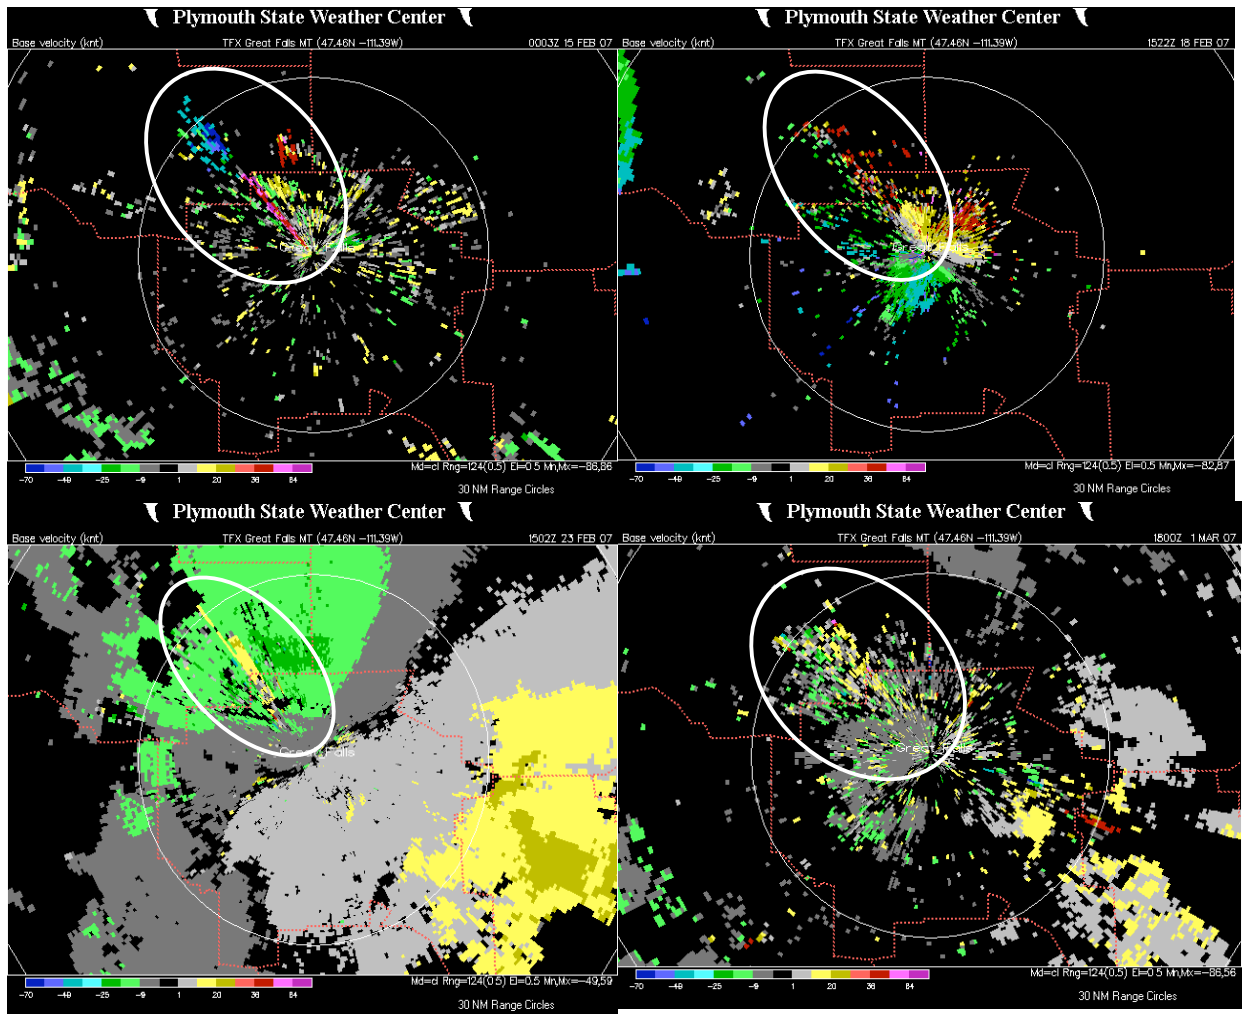 Plymouth State Weather Center
Base velocity (knt) TFX Great Falls MT (47.46N -111.39W) 0003Z 15 FEB 07
Great Falls
-70 -49 -25 -9 1 20 36 64
Md=cl Rng=124(0.5) El=0.5 Mn,Mx=-86,86
30 NM Range Circles
Plymouth State Weather Center
Base velocity (knt) TFX Great Falls MT (47.46N -111.39W) 1522Z 18 FEB 07
Great Falls
-70 -49 -25 -9 1 20 36 64
Md=cl Rng=124(0.5) El=0.5 Mn,Mx=-82,87
30 NM Range Circles
Plymouth State Weather Center
Base velocity (knt) TFX Great Falls MT (47.46N -111.39W) 1502Z 23 FEB 07
Great Falls
-70 -49 -25 -9 1 20 36 64
Md=cl Rng=124(0.5) El=0.5 Mn,Mx=-49,59
30 NM Range Circles
Plymouth State Weather Center
Base velocity (knt) TFX Great Falls MT (47.46N -111.39W) 1800Z 1 MAR 07
Great Falls
-70 -49 -25 -9 1 20 36 64
Md=cl Rng=124(0.5) El=0.5 Mn,Mx=-86,56
30 NM Range Circles